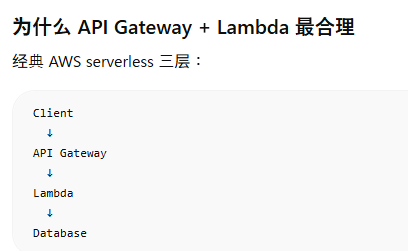 为什么 API Gateway + Lambda 最合理
经典 AWS serverless 三层：
Client
↓
API Gateway
↓
Lambda
↓
Database